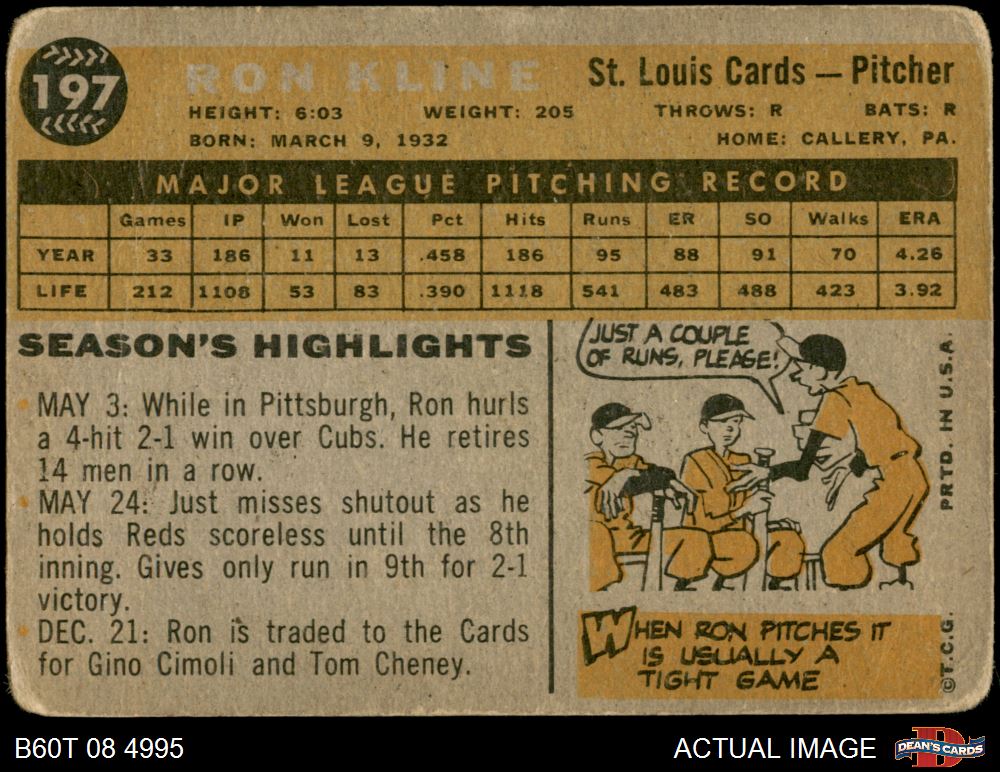 197
RON KLINE
St. Louis Cards — Pitcher
HEIGHT: 6:03 WEIGHT: 205 THROWS: R BATS: R
BORN: MARCH 9, 1932 HOME: CALLERY, PA.
MAJOR LEAGUE PITCHING RECORD
Games IP Won Lost Pct Hits Runs ER SO Walks ERA
YEAR 33 186 11 13 .458 186 95 88 91 70 4.26
LIFE 212 1108 53 83 .390 1118 541 483 488 423 3.92
SEASON'S HIGHLIGHTS
MAY 3: While in Pittsburgh, Ron hurls
a 4-hit 2-1 win over Cubs. He retires
14 men in a row.
MAY 24: Just misses shutout as he
holds Reds scoreless until the 8th
inning. Gives only run in 9th for 2-1
victory.
DEC. 21: Ron is traded to the Cards
for Gino Cimoli and Tom Cheney.
JUST A COUPLE
OF RUNS, PLEASE!
WHEN RON PITCHES IT
IS USUALLY A
TIGHT GAME
©T.C.G. PRTD. IN U.S.A.
B60T 08 4995
ACTUAL IMAGE
D
DEAN'S CARDS